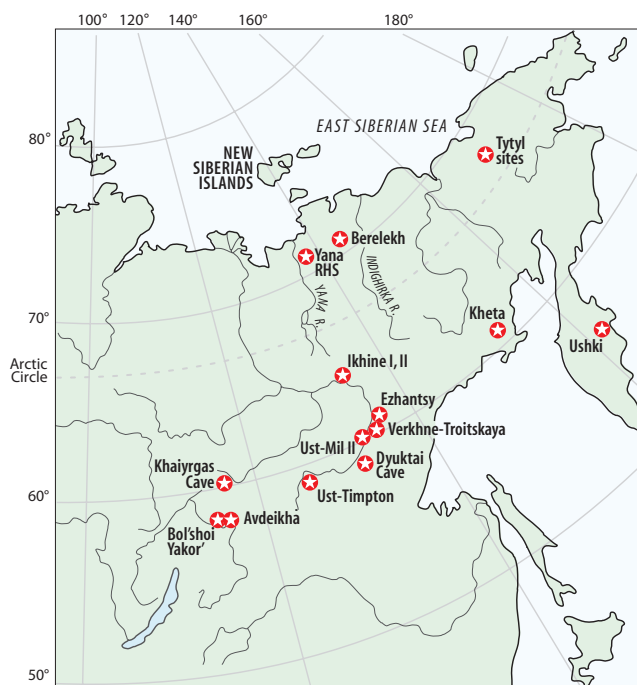 100° 120° 140° 160° 180°
80°
EAST SIBERIAN SEA
Tytyl
sites
NEW
SIBERIAN
ISLANDS
Berelekh
Yana
RHS
INDIGHIRKA R.
YANA R.
70°
Kheta
Ushki
Arctic
Circle
Ikhine I, II
Ezhantsy
Verkhne-Troitskaya
Ust-Mil II
Dyuktai
Cave
Khaiyrgas
Cave
Ust-Timpton
60°
Avdeikha
Bol'shoi
Yakor'
50°